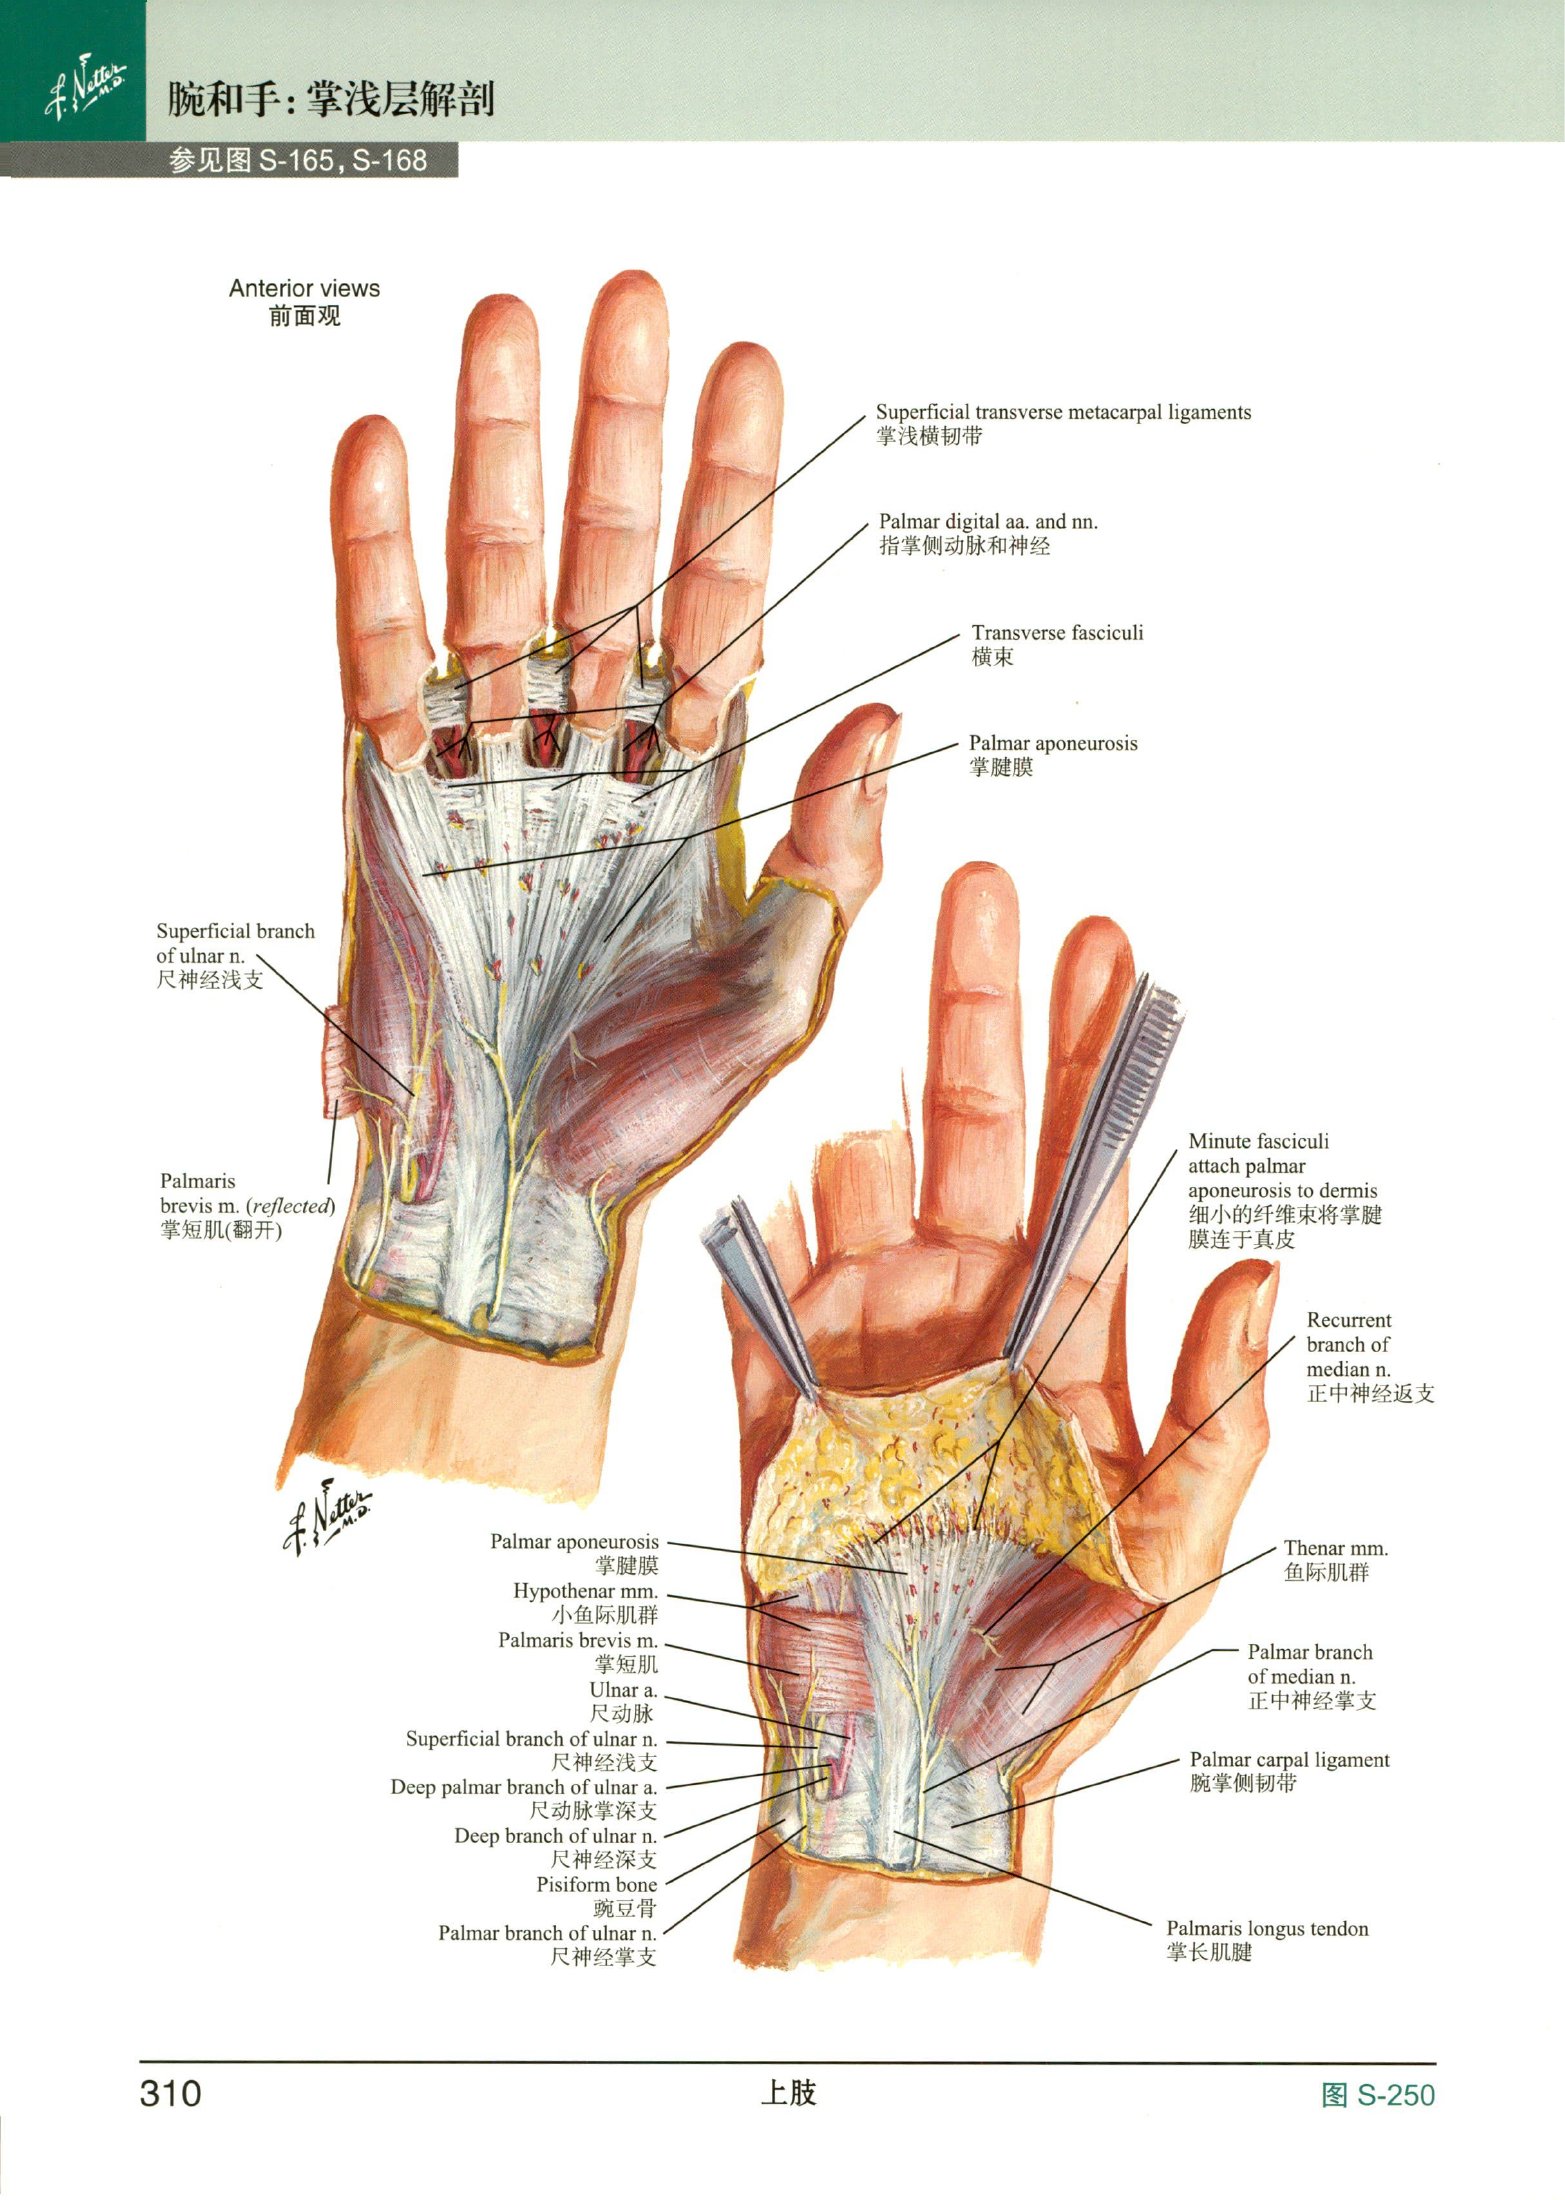 F. Netter M.D.
腕和手：掌浅层解剖
参见图 S-165, S-168
Anterior views
前面观
Superficial transverse metacarpal ligaments
掌浅横韧带
Palmar digital aa. and nn.
指掌侧动脉和神经
Transverse fasciculi
横束
Palmar aponeurosis
掌腱膜
Superficial branch
of ulnar n.
尺神经浅支
Palmaris
brevis m. (reflected)
掌短肌(翻开)
Minute fasciculi
attach palmar
aponeurosis to dermis
细小的纤维束将掌腱
膜连于真皮
Recurrent
branch of
median n.
正中神经返支
F. Netter M.D.
Palmar aponeurosis
掌腱膜
Hypothenar mm.
小鱼际肌群
Palmaris brevis m.
掌短肌
Ulnar a.
尺动脉
Superficial branch of ulnar n.
尺神经浅支
Deep palmar branch of ulnar a.
尺动脉掌深支
Deep branch of ulnar n.
尺神经深支
Pisiform bone
豌豆骨
Palmar branch of ulnar n.
尺神经掌支
Thenar mm.
鱼际肌群
Palmar branch
of median n.
正中神经掌支
Palmar carpal ligament
腕掌侧韧带
Palmaris longus tendon
掌长肌腱
310
上肢
图 S-250